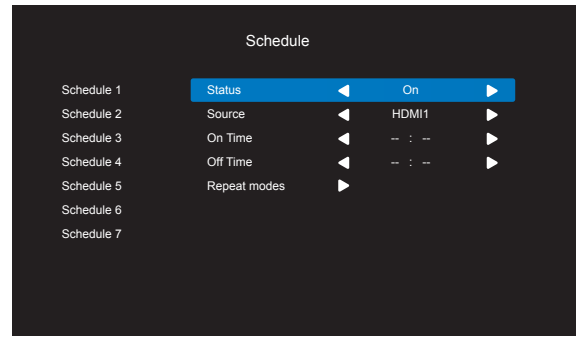 Schedule
Schedule 1 Status On
Schedule 2 Source HDMI1
Schedule 3 On Time -- : --
Schedule 4 Off Time -- : --
Schedule 5 Repeat modes
Schedule 6
Schedule 7